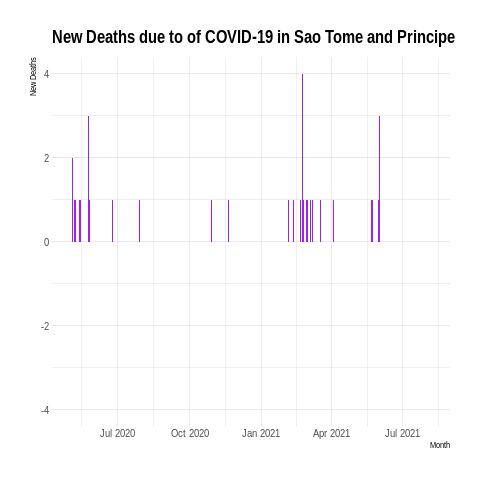 New Deaths due to of COVID-19 in Sao Tome and Principe
New Deaths
4
2
0
-2
-4
Jul 2020 Oct 2020 Jan 2021 Apr 2021 Jul 2021
Month